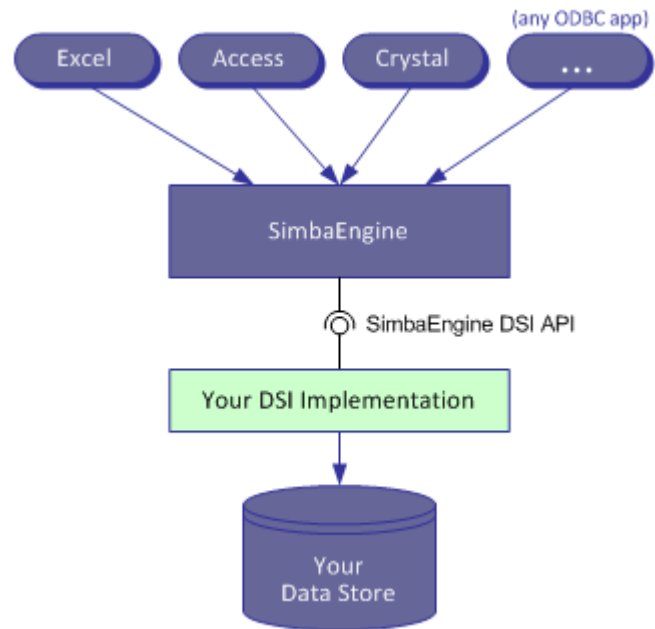 (any ODBC app)
Excel
Access
Crystal
...
SimbaEngine
SimbaEngine DSI API
Your DSI Implementation
Your
Data Store